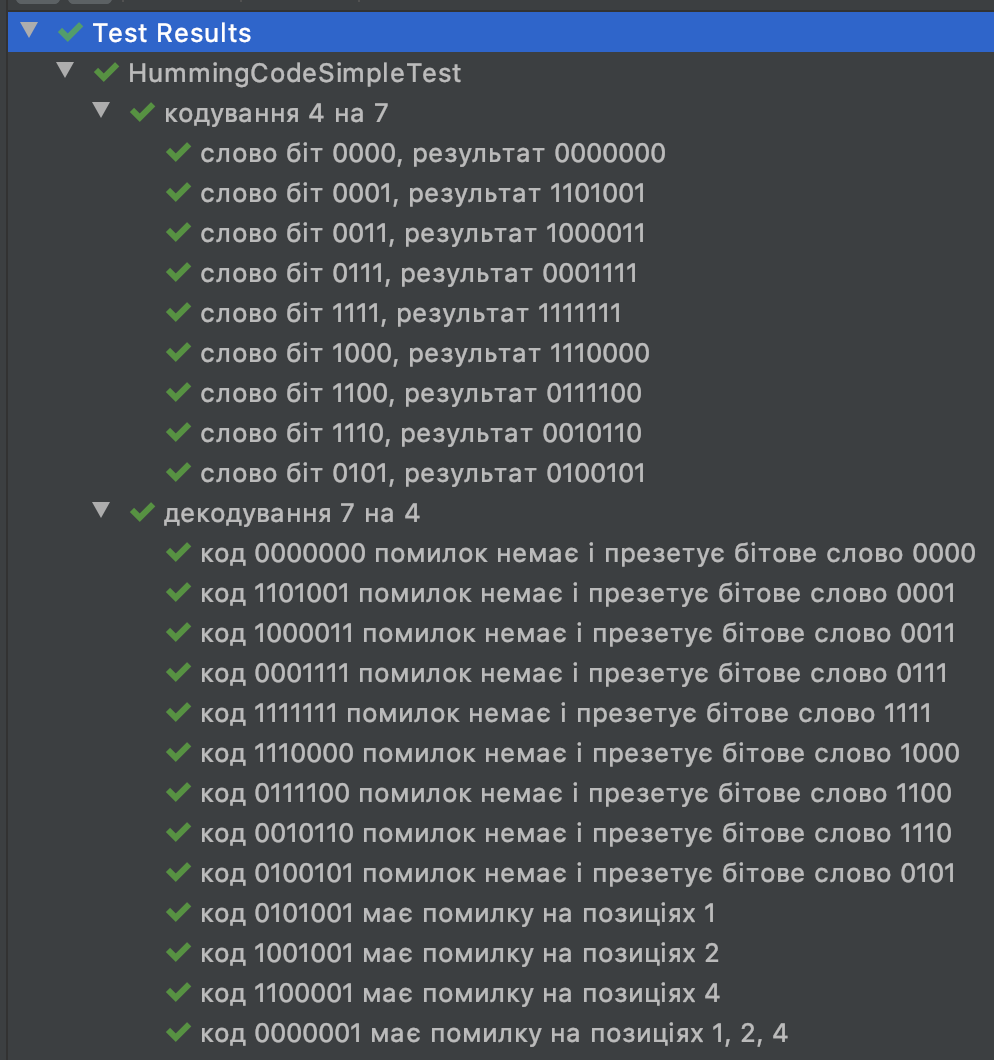 Test Results
HummingCodeSimpleTest
кодування 4 на 7
слово біт 0000, результат 0000000
слово біт 0001, результат 1101001
слово біт 0011, результат 1000011
слово біт 0111, результат 0001111
слово біт 1111, результат 1111111
слово біт 1000, результат 1110000
слово біт 1100, результат 0111100
слово біт 1110, результат 0010110
слово біт 0101, результат 0100101
декодування 7 на 4
код 0000000 помилок немає і презетує бітове слово 0000
код 1101001 помилок немає і презетує бітове слово 0001
код 1000011 помилок немає і презетує бітове слово 0011
код 0001111 помилок немає і презетує бітове слово 0111
код 1111111 помилок немає і презетує бітове слово 1111
код 1110000 помилок немає і презетує бітове слово 1000
код 0111100 помилок немає і презетує бітове слово 1100
код 0010110 помилок немає і презетує бітове слово 1110
код 0100101 помилок немає і презетує бітове слово 0101
код 0101001 має помилку на позиціях 1
код 1001001 має помилку на позиціях 2
код 1100001 має помилку на позиціях 4
код 0000001 має помилку на позиціях 1, 2, 4